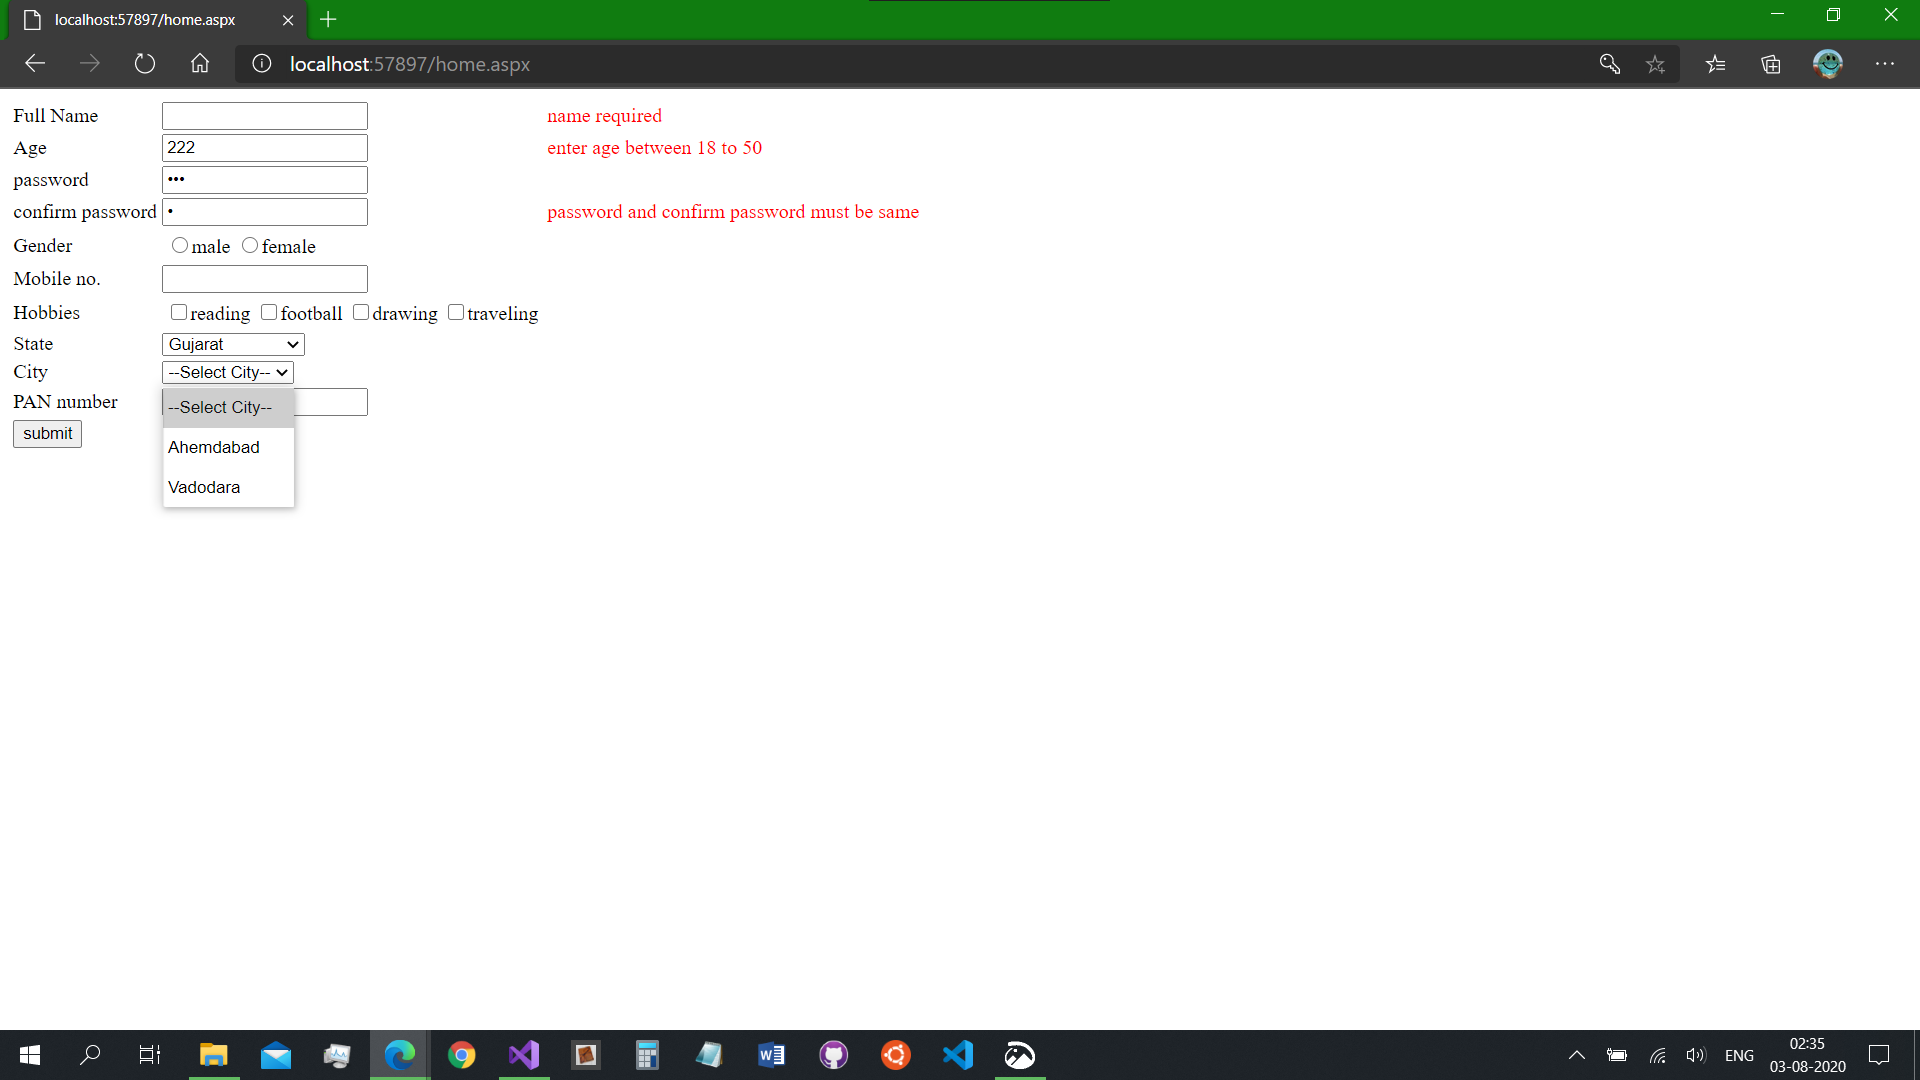 localhost:57897/home.aspx
localhost:57897/home.aspx
Full Name name required
Age 222 enter age between 18 to 50
password •••
confirm password • password and confirm password must be same
Gender male female
Mobile no.
Hobbies reading football drawing traveling
State Gujarat
City --Select City--
PAN number --Select City--
submit
Ahemdabad
Vadodara
ENG
02:35
03-08-2020